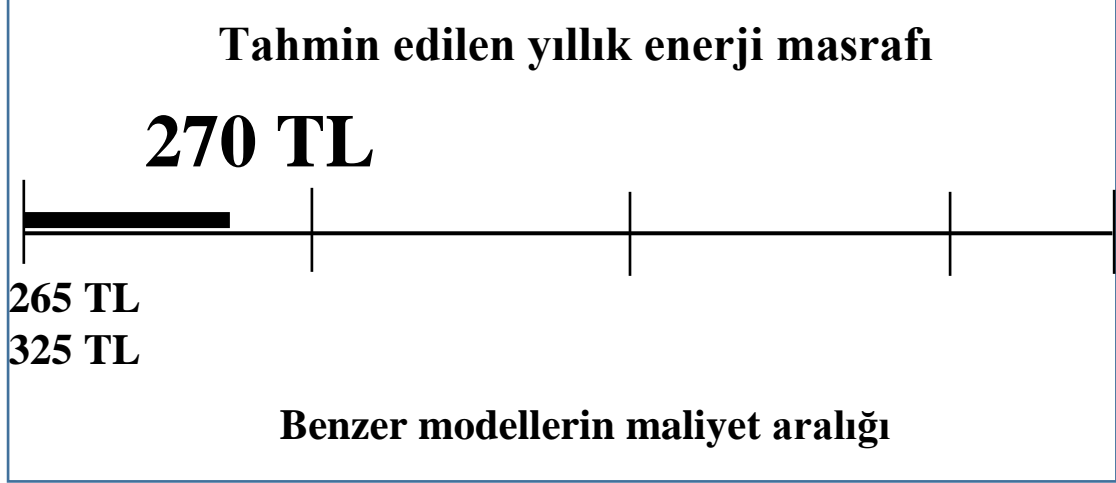 Tahmin edilen yıllık enerji masrafı
270 TL
265 TL
325 TL
Benzer modellerin maliyet aralığı